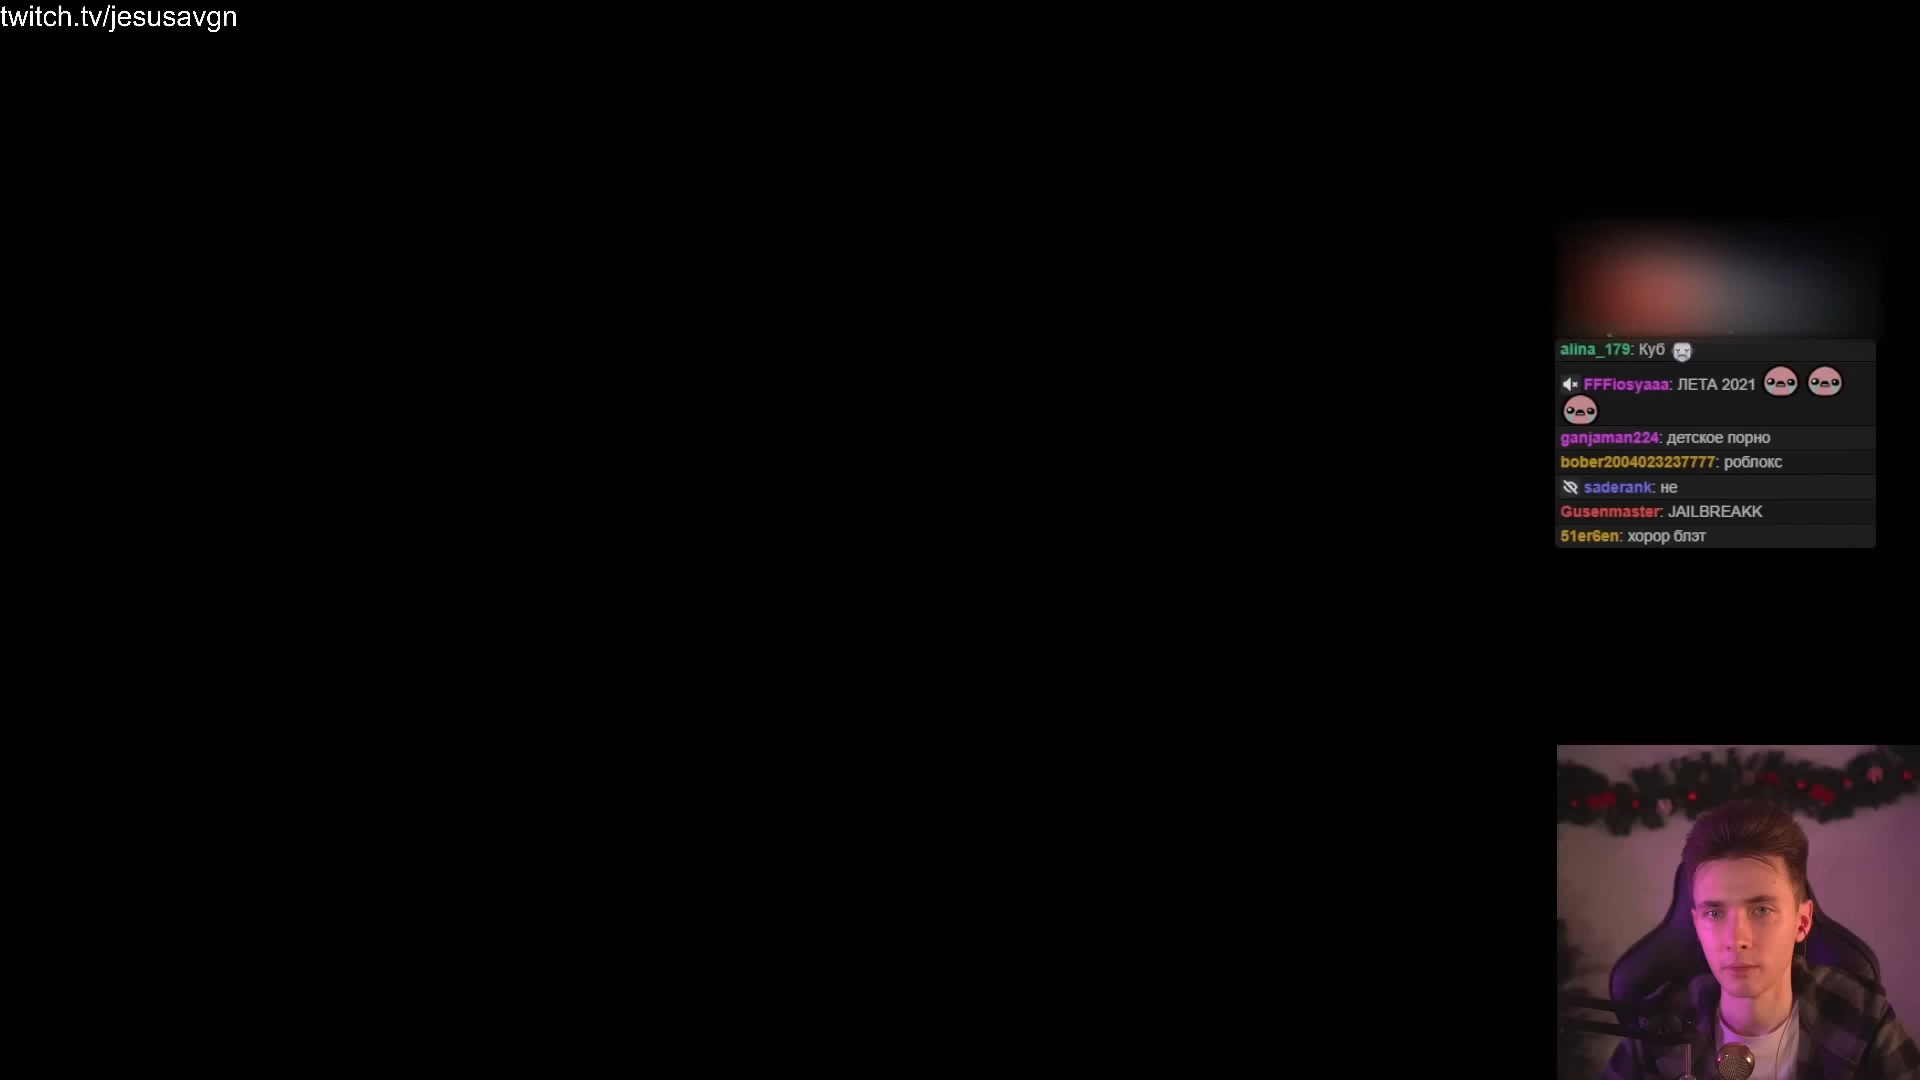 twitch.tv/jesusavgn
alina_179: Куб
FFFiosyaaa: ЛЕТА 2021
ganjaman224: детское порно
bober2004023237777: роблокс
saderank: не
Gusenmaster: JAILBREAKK
51er6en: хорор блэт